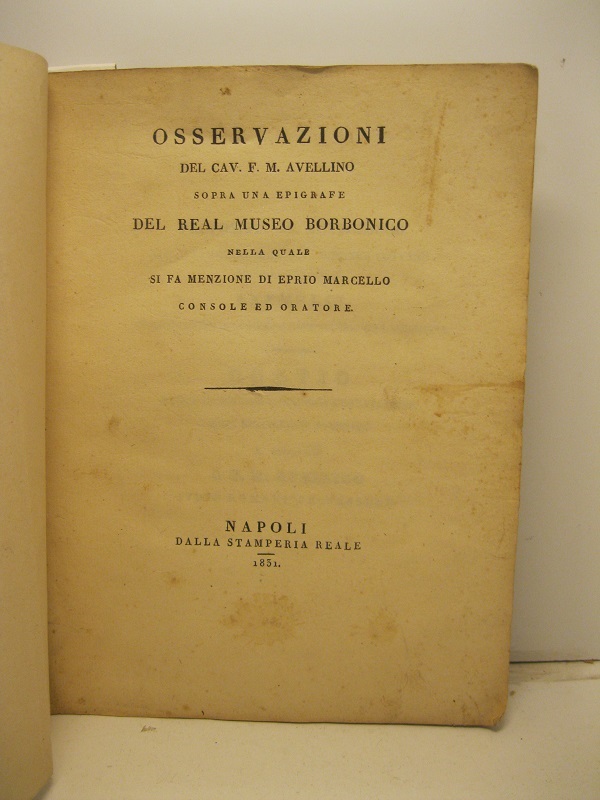 OSSERVAZIONI
DEL CAV. F. M. AVELLINO
SOPRA UNA EPIGRAFE
DEL REAL MUSEO BORBONICO
NELLA QUALE
SI FA MENZIONE DI EPRIO MARCELLO
CONSOLE ED ORATORE.
NAPOLI
DALLA STAMPERIA REALE
1831.